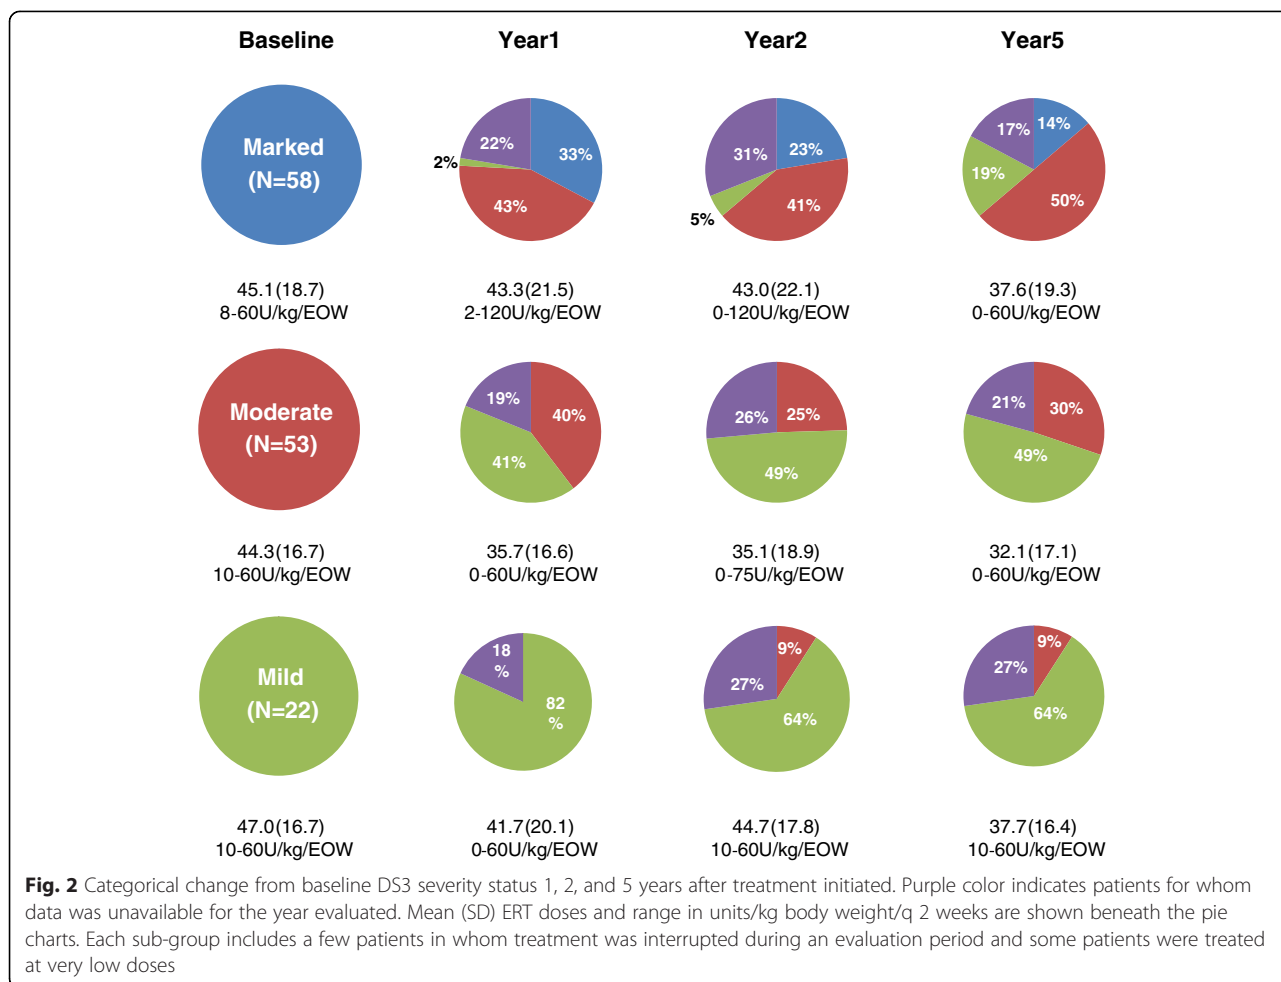 Baseline Year1 Year2 Year5
Marked
(N=58)
22% 33% 2% 43%
31% 23% 5% 41%
17% 14% 19% 50%
45.1(18.7) 43.3(21.5) 43.0(22.1) 37.6(19.3)
8-60U/kg/EOW 2-120U/kg/EOW 0-120U/kg/EOW 0-60U/kg/EOW
Moderate
(N=53)
19% 40% 41%
26% 25% 49%
21% 30% 49%
44.3(16.7) 35.7(16.6) 35.1(18.9) 32.1(17.1)
10-60U/kg/EOW 0-60U/kg/EOW 0-75U/kg/EOW 0-60U/kg/EOW
Mild
(N=22)
18
%
82
%
27% 9% 64%
27% 9% 64%
47.0(16.7) 41.7(20.1) 44.7(17.8) 37.7(16.4)
10-60U/kg/EOW 0-60U/kg/EOW 10-60U/kg/EOW 10-60U/kg/EOW
Fig. 2 Categorical change from baseline DS3 severity status 1, 2, and 5 years after treatment initiated. Purple color indicates patients for whom
data was unavailable for the year evaluated. Mean (SD) ERT doses and range in units/kg body weight/q 2 weeks are shown beneath the pie
charts. Each sub-group includes a few patients in whom treatment was interrupted during an evaluation period and some patients were treated
at very low doses